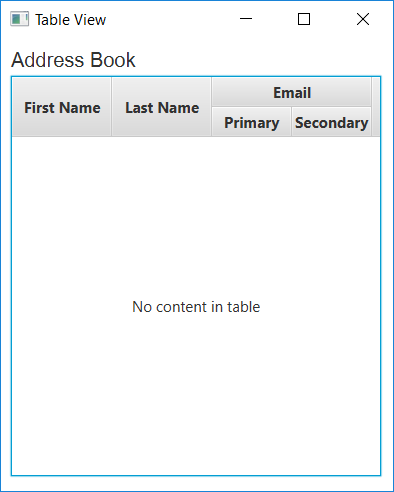 Table View
Address Book
First Name Last Name Email
Primary Secondary
No content in table